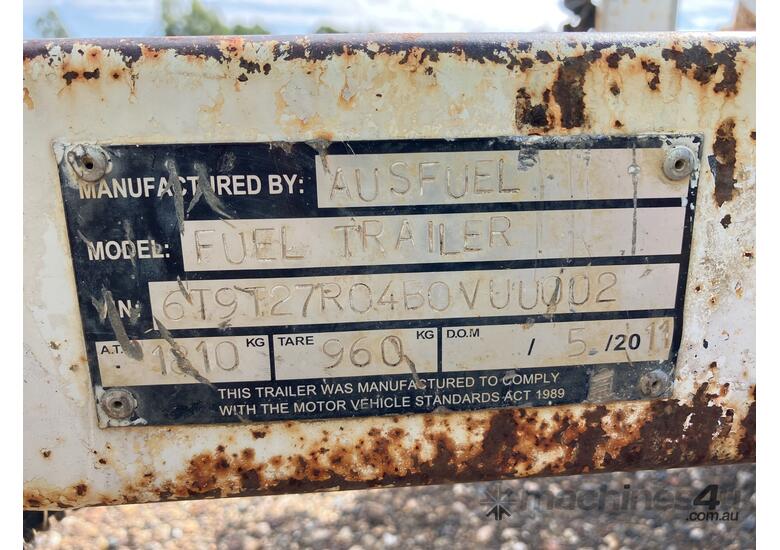 MANUFACTURED BY: AUSFUEL
MODEL: FUEL TRAILER
6T9T27R04B0VUU002
A.T. 1810 KG TARE 960 KG D.O.M / 5 /2011
THIS TRAILER WAS MANUFACTURED TO COMPLY
WITH THE MOTOR VEHICLE STANDARDS ACT 1989
machines4u
.com.au